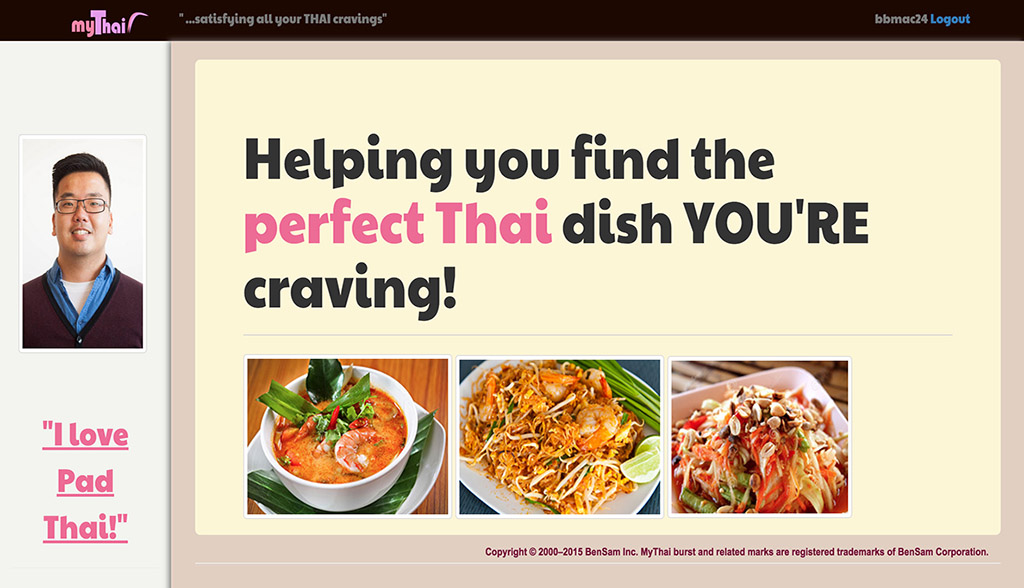 myThai
"...satisfying all your THAI cravings"
bbmac24 Logout
"I love
Pad
Thai!"
Helping you find the
perfect Thai dish YOU'RE
craving!
Copyright © 2000–2015 BenSam Inc. MyThai burst and related marks are registered trademarks of BenSam Corporation.